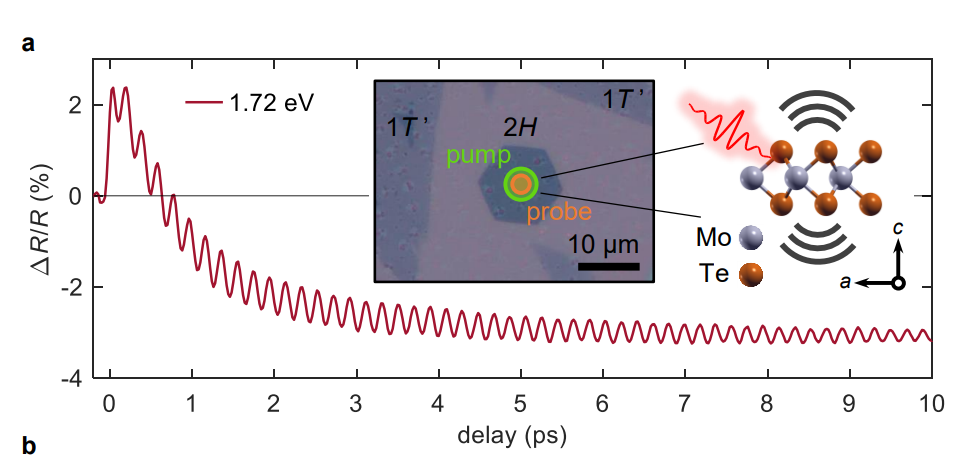 a
1.72 eV
1T’
2H
1T’
pump
probe
10 µm
Mo
Te
c
a
ΔR/R (%)
2
0
-2
-4
0 1 2 3 4 5 6 7 8 9 10
delay (ps)
b